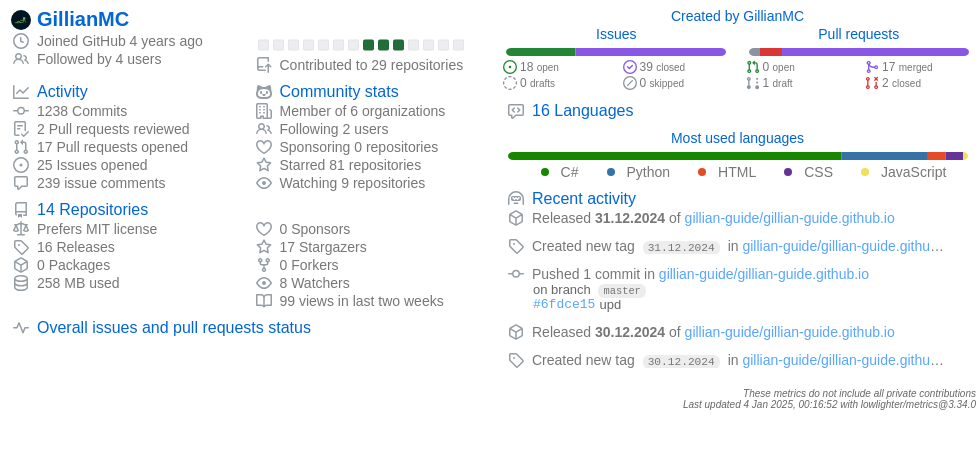 GillianMC
Joined GitHub 4 years ago
Followed by 4 users
Contributed to 29 repositories
Activity
1238 Commits
2 Pull requests reviewed
17 Pull requests opened
25 Issues opened
239 issue comments
Community stats
Member of 6 organizations
Following 2 users
Sponsoring 0 repositories
Starred 81 repositories
Watching 9 repositories
14 Repositories
Prefers MIT license
16 Releases
0 Packages
258 MB used
0 Sponsors
17 Stargazers
0 Forkers
8 Watchers
99 views in last two weeks
Overall issues and pull requests status
Created by GillianMC
Issues
18 open
39 closed
0 drafts
0 skipped
Pull requests
0 open
17 merged
1 draft
2 closed
16 Languages
Most used languages
C# Python HTML CSS JavaScript
Recent activity
Released 31.12.2024 of gillian-guide/gillian-guide.github.io
Created new tag 31.12.2024 in gillian-guide/gillian-guide.githu…
Pushed 1 commit in gillian-guide/gillian-guide.github.io
on branch master
#6fdce15 upd
Released 30.12.2024 of gillian-guide/gillian-guide.github.io
Created new tag 30.12.2024 in gillian-guide/gillian-guide.githu…
These metrics do not include all private contributions
Last updated 4 Jan 2025, 00:16:52 with lowlighter/metrics@3.34.0